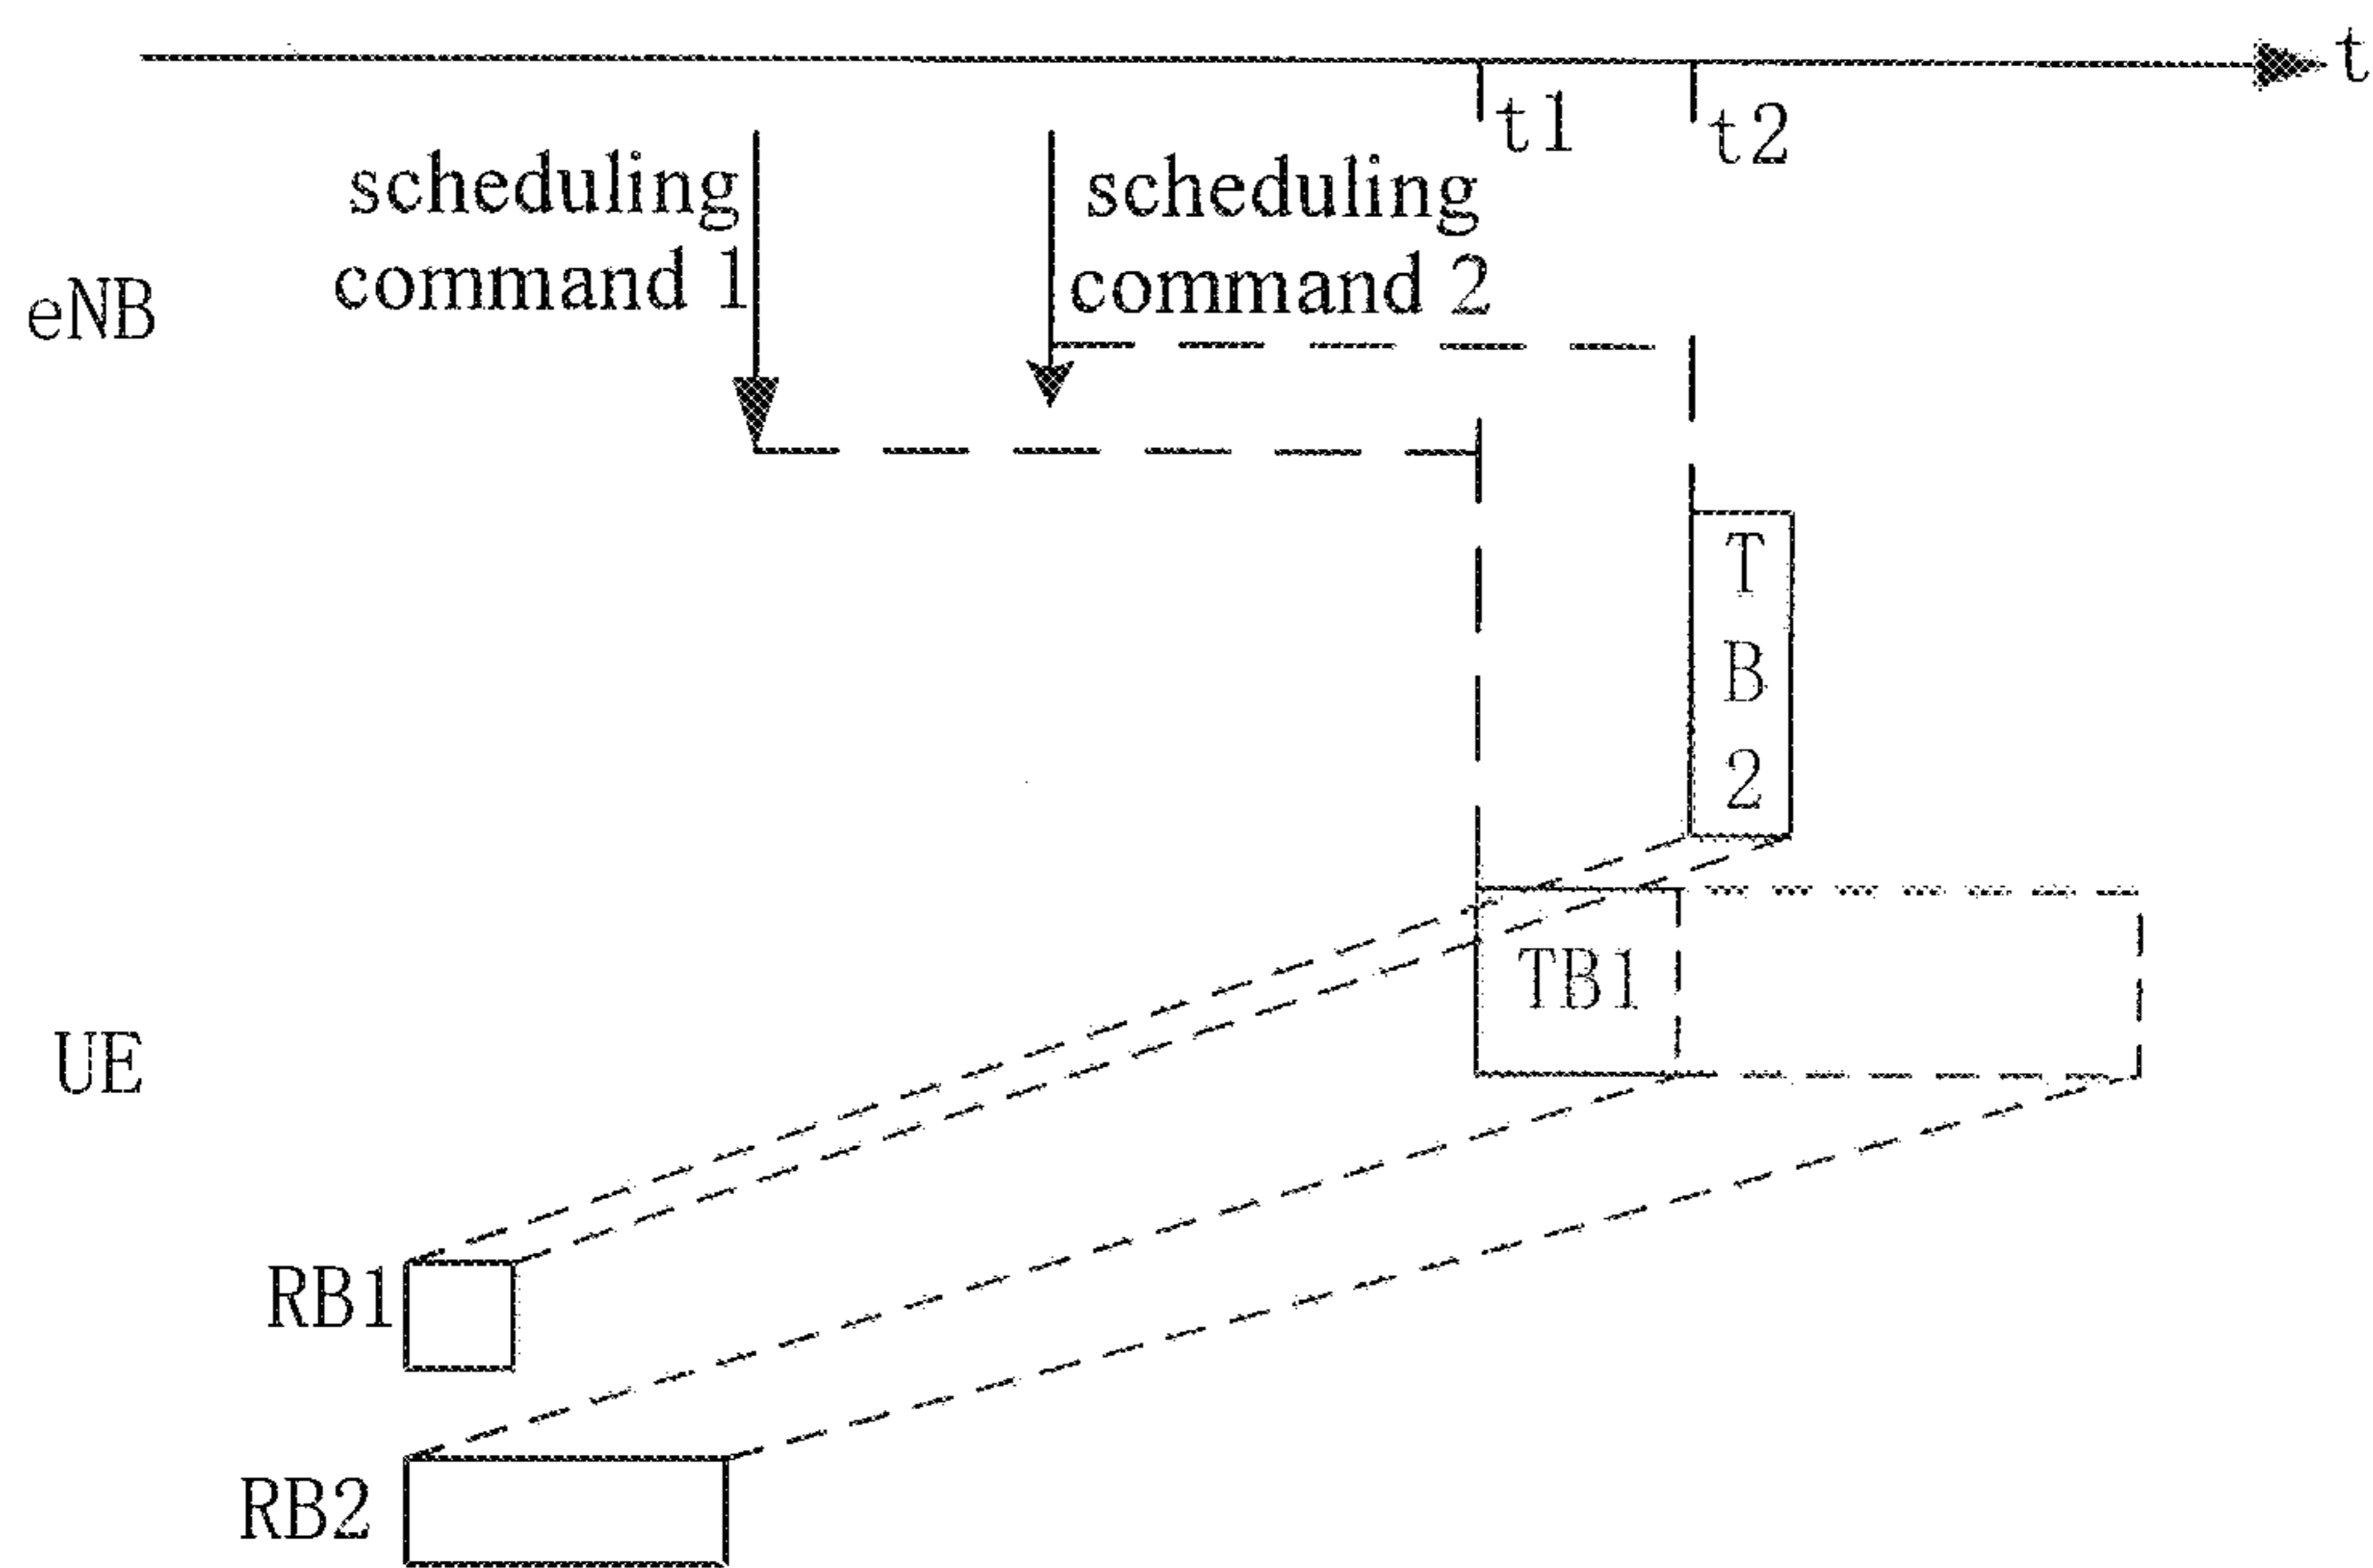 t
t1
t2
scheduling
command 1
scheduling
command 2
eNB
T
B
2
TB1
UE
RB1
RB2